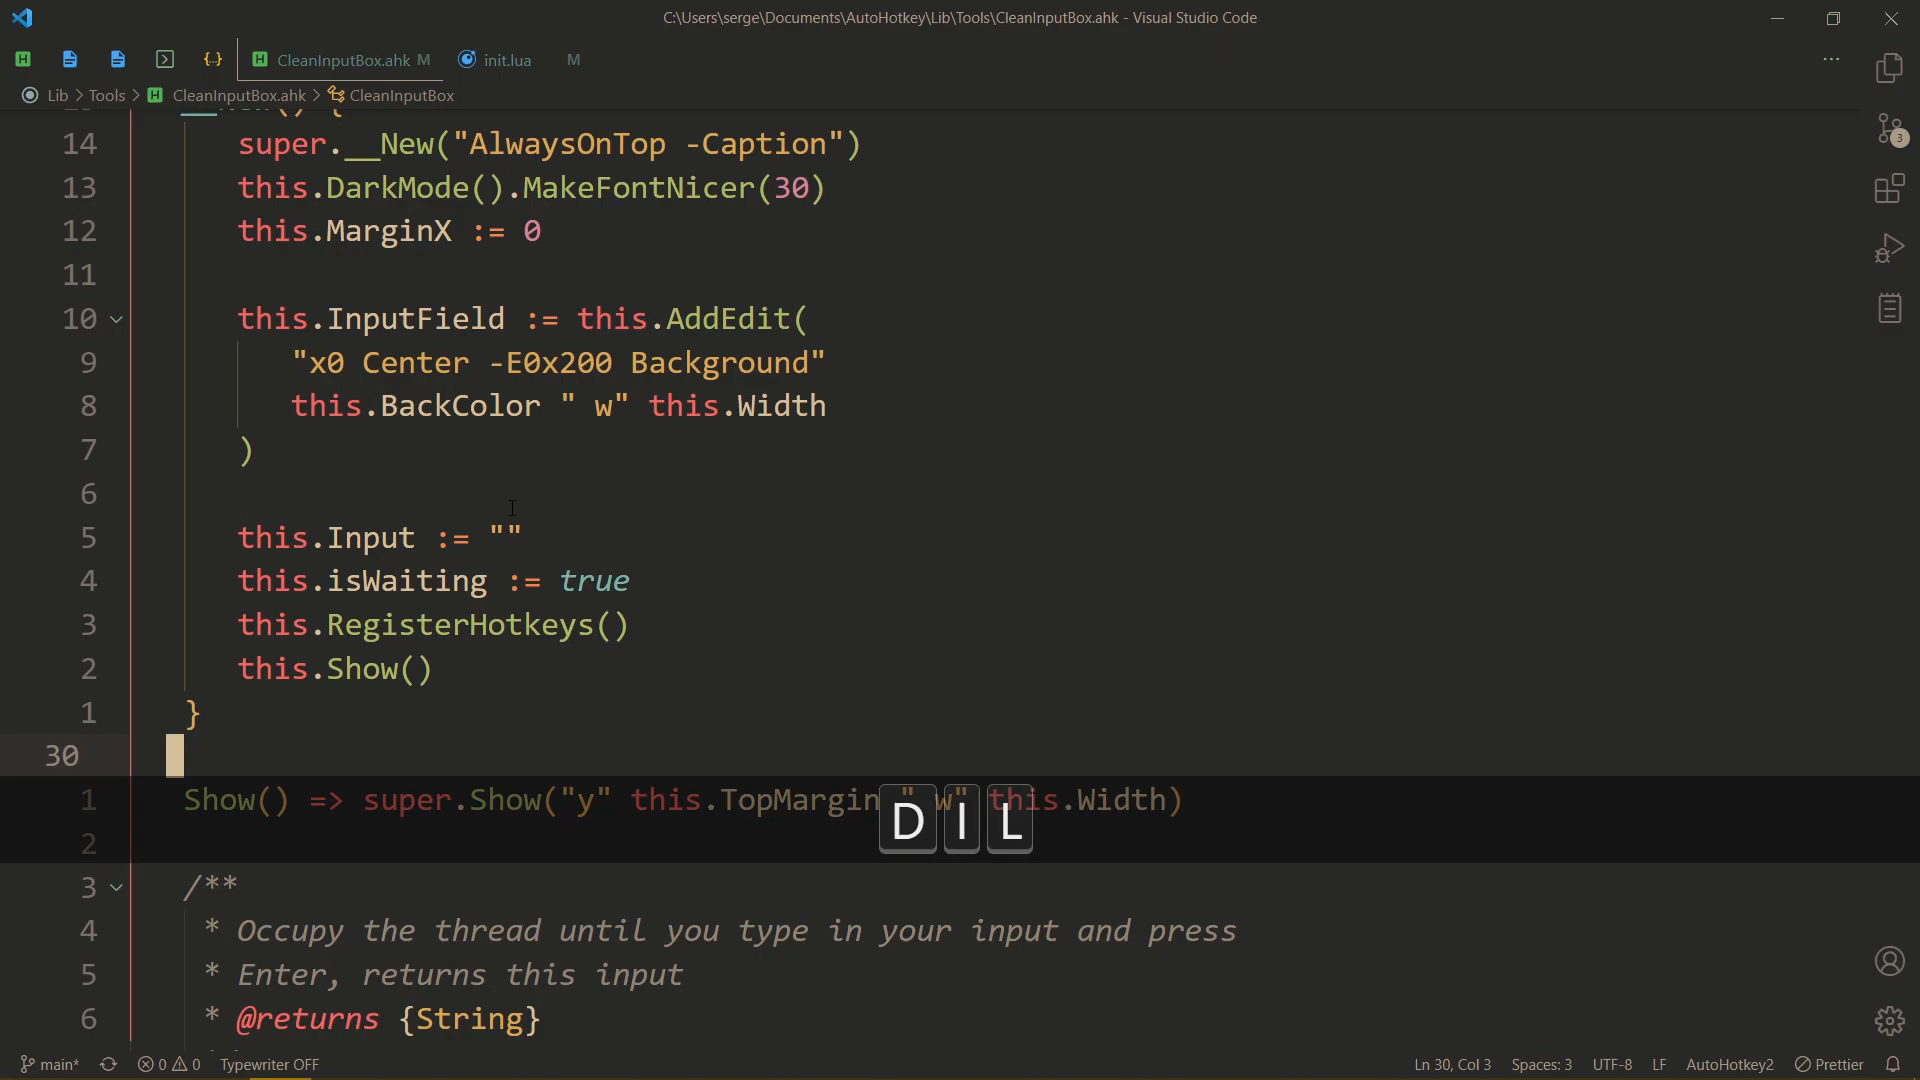 C:\Users\serge\Documents\AutoHotkey\Lib\Tools\CleanInputBox.ahk - Visual Studio Code
CleanInputBox.ahk M init.lua M
Lib > Tools > CleanInputBox.ahk > CleanInputBox
14 super.__New("AlwaysOnTop -Caption")
13 this.DarkMode().MakeFontNicer(30)
12 this.MarginX := 0
11
10 this.InputField := this.AddEdit(
9 "x0 Center -E0x200 Background"
8 this.BackColor " w" this.Width
7 )
6
5 this.Input := ""
4 this.isWaiting := true
3 this.RegisterHotkeys()
2 this.Show()
1 }
30
1 Show() => super.Show("y" this.TopMargin " w" this.Width)
D I L
2
3 /**
4 * Occupy the thread until you type in your input and press
5 * Enter, returns this input
6 * @returns {String}
main* 0 0 Typewriter OFF Ln 30, Col 3 Spaces: 3 UTF-8 LF AutoHotkey2 Prettier
3